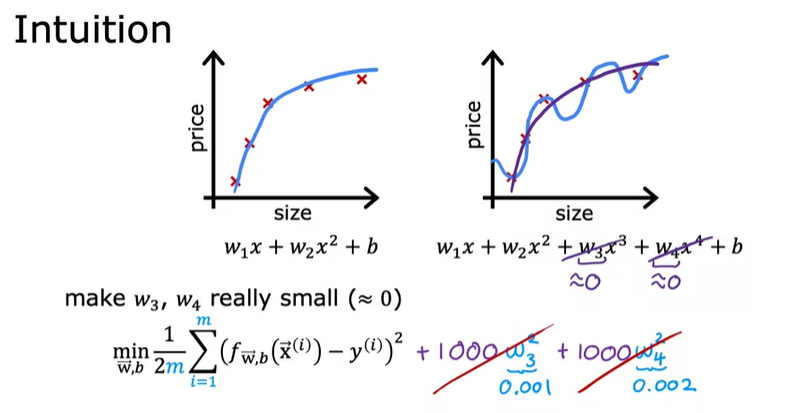 Intuition
price
size
price
size
w₁x + w₂x² + b
w₁x + w₂x² + w₃x³ + w₄x⁴ + b
≈0 ≈0
make w₃, w₄ really small (≈ 0)
min w⃗,b 1/2m ∑ i=1 m (f w⃗,b(x⃗⁽ⁱ⁾) − y⁽ⁱ⁾)² + 1000 w₃² + 1000 w₄²
0.001 0.002